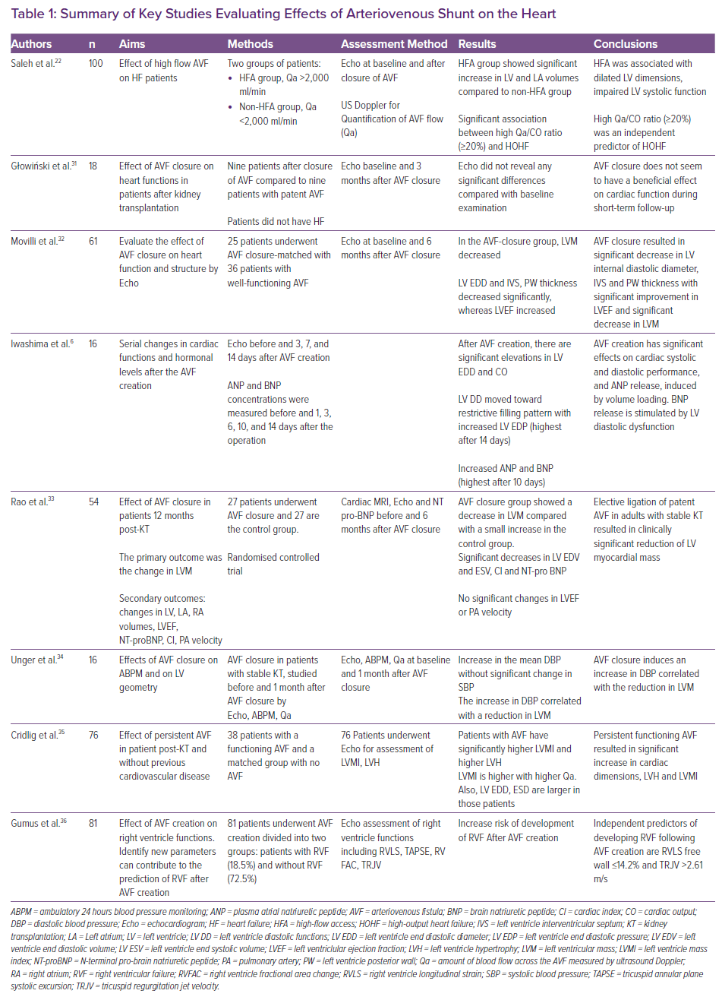 Table 1: Summary of Key Studies Evaluating Effects of Arteriovenous Shunt on the Heart
Authors n Aims Methods Assessment Method Results Conclusions
Saleh et al.22
100
Effect of high flow AVF
on HF patients
Two groups of patients:
• HFA group, Qa >2,000
ml/min
• Non-HFA group, Qa
<2,000 ml/min
Echo at baseline and after
closure of AVF
US Doppler for
Quantification of AVF flow
(Qa)
HFA group showed significant
increase in LV and LA volumes
compared to non-HFA group
Significant association
between high Qa/CO ratio
(≥20%) and HOHF
HFA was associated with
dilated LV dimensions,
impaired LV systolic function
High Qa/CO ratio (≥20%)
was an independent
predictor of HOHF
Głowiński et al.31
18
Effect of AVF closure on
heart functions in
patients after kidney
transplantation
Nine patients after closure
of AVF compared to nine
patients with patent AVF
Patients did not have HF
Echo baseline and 3
months after AVF closure
Echo did not reveal any
significant differences
compared with baseline
examination
AVF closure does not seem
to have a beneficial effect
on cardiac function during
short-term follow-up
Movilli et al.32
61
Evaluate the effect of
AVF closure on heart
function and structure by
Echo
25 patients underwent
AVF closure-matched with
36 patients with
well-functioning AVF
Echo at baseline and 6
months after AVF closure
In the AVF-closure group, LVM
decreased
LV EDD and IVS, PW thickness
decreased significantly,
whereas LVEF increased
AVF closure resulted in
significant decrease in LV
internal diastolic diameter,
IVS and PW thickness with
significant improvement in
LVEF and significant
decrease in LVM
Iwashima et al.6
16
Serial changes in cardiac
functions and hormonal
levels after the AVF
creation
Echo before and 3, 7, and
14 days after AVF creation
ANP and BNP
concentrations were
measured before and 1, 3,
6, 10, and 14 days after the
operation
After AVF creation, there are
significant elevations in LV
EDD and CO
LV DD moved toward
restrictive filling pattern with
increased LV EDP (highest
after 14 days)
Increased ANP and BNP
(highest after 10 days)
AVF creation has significant
effects on cardiac systolic
and diastolic performance,
and ANP release, induced
by volume loading. BNP
release is stimulated by LV
diastolic dysfunction
Rao et al.33
54
Effect of AVF closure in
patients 12 months
post-KT
The primary outcome was
the change in LVM
Secondary outcomes:
changes in LV, LA, RA
volumes, LVEF,
NT-proBNP, CI, PA velocity
27 patients underwent
AVF closure and 27 are
the control group.
Randomised controlled
trial
Cardiac MRI, Echo and NT
pro-BNP before and 6
months after AVF closure
AVF closure group showed a
decrease in LVM compared
with a small increase in the
control group.
Significant decreases in LV EDV
and ESV, CI and NT-pro BNP
No significant changes in LVEF
or PA velocity
Elective ligation of patent
AVF in adults with stable KT
resulted in clinically
significant reduction of LV
myocardial mass
Unger et al.34
16
Effects of AVF closure on
ABPM and on LV
geometry
AVF closure in patients
with stable KT, studied
before and 1 month after
AVF closure by
Echo, ABPM, Qa
Echo, ABPM, Qa at baseline
and 1 month after AVF
closure
Increase in the mean DBP
without significant change in
SBP
The increase in DBP correlated
with a reduction in LVM
AVF closure induces an
increase in DBP correlated
with the reduction in LVM
Cridlig et al.35
76
Effect of persistent AVF
in patient post-KT and
without previous
cardiovascular disease
38 patients with a
functioning AVF and a
matched group with no
AVF
76 Patients underwent
Echo for assessment of
LVMI, LVH
Patients with AVF have
significantly higher LVMI and
higher LVH
LVMI is higher with higher Qa.
Also, LV EDD, ESD are larger in
those patients
Persistent functioning AVF
resulted in significant
increase in cardiac
dimensions, LVH and LVMI
Gumus et al.36
81
Effect of AVF creation on
right ventricle functions.
Identify new parameters
can contribute to the
prediction of RVF after
AVF creation
81 patients underwent AVF
creation divided into two
groups: patients with RVF
(18.5%) and without RVF
(72.5%)
Echo assessment of right
ventricle functions
including RVLS, TAPSE, RV
FAC, TRJV
Increase risk of development
of RVF After AVF creation
Independent predictors of
developing RVF following
AVF creation are RVLS free
wall ≤14.2% and TRJV >2.61
m/s
ABPM = ambulatory 24 hours blood pressure monitoring; ANP = plasma atrial natriuretic peptide; AVF = arteriovenous fistula; BNP = brain natriuretic peptide; CI = cardiac index; CO = cardiac output;
DBP = diastolic blood pressure; Echo = echocardiogram; HF = heart failure; HFA = high-flow access; HOHF = high-output heart failure; IVS = left ventricle interventricular septum; KT = kidney
transplantation; LA = Left atrium; LV = left ventricle; LV DD = left ventricle diastolic functions; LV EDD = left ventricle end diastolic diameter; LV EDP = left ventricle end diastolic pressure; LV EDV = left
ventricle end diastolic volume; LV ESV = left ventricle end systolic volume; LVEF = left ventriclular ejection fraction; LVH = left ventricle hypertrophy; LVM = left ventricular mass; LVMI = left ventricle mass
index; NT-proBNP = N-terminal pro-brain natriuretic peptide; PA = pulmonary artery; PW = left ventricle posterior wall; Qa = amount of blood flow across the AVF measured by ultrasound Doppler;
RA = right atrium; RVF = right ventricular failure; RVFAC = right ventricle fractional area change; RVLS = right ventricle longitudinal strain; SBP = systolic blood pressure; TAPSE = tricuspid annular plane
systolic excursion; TRJV = tricuspid regurgitation jet velocity.